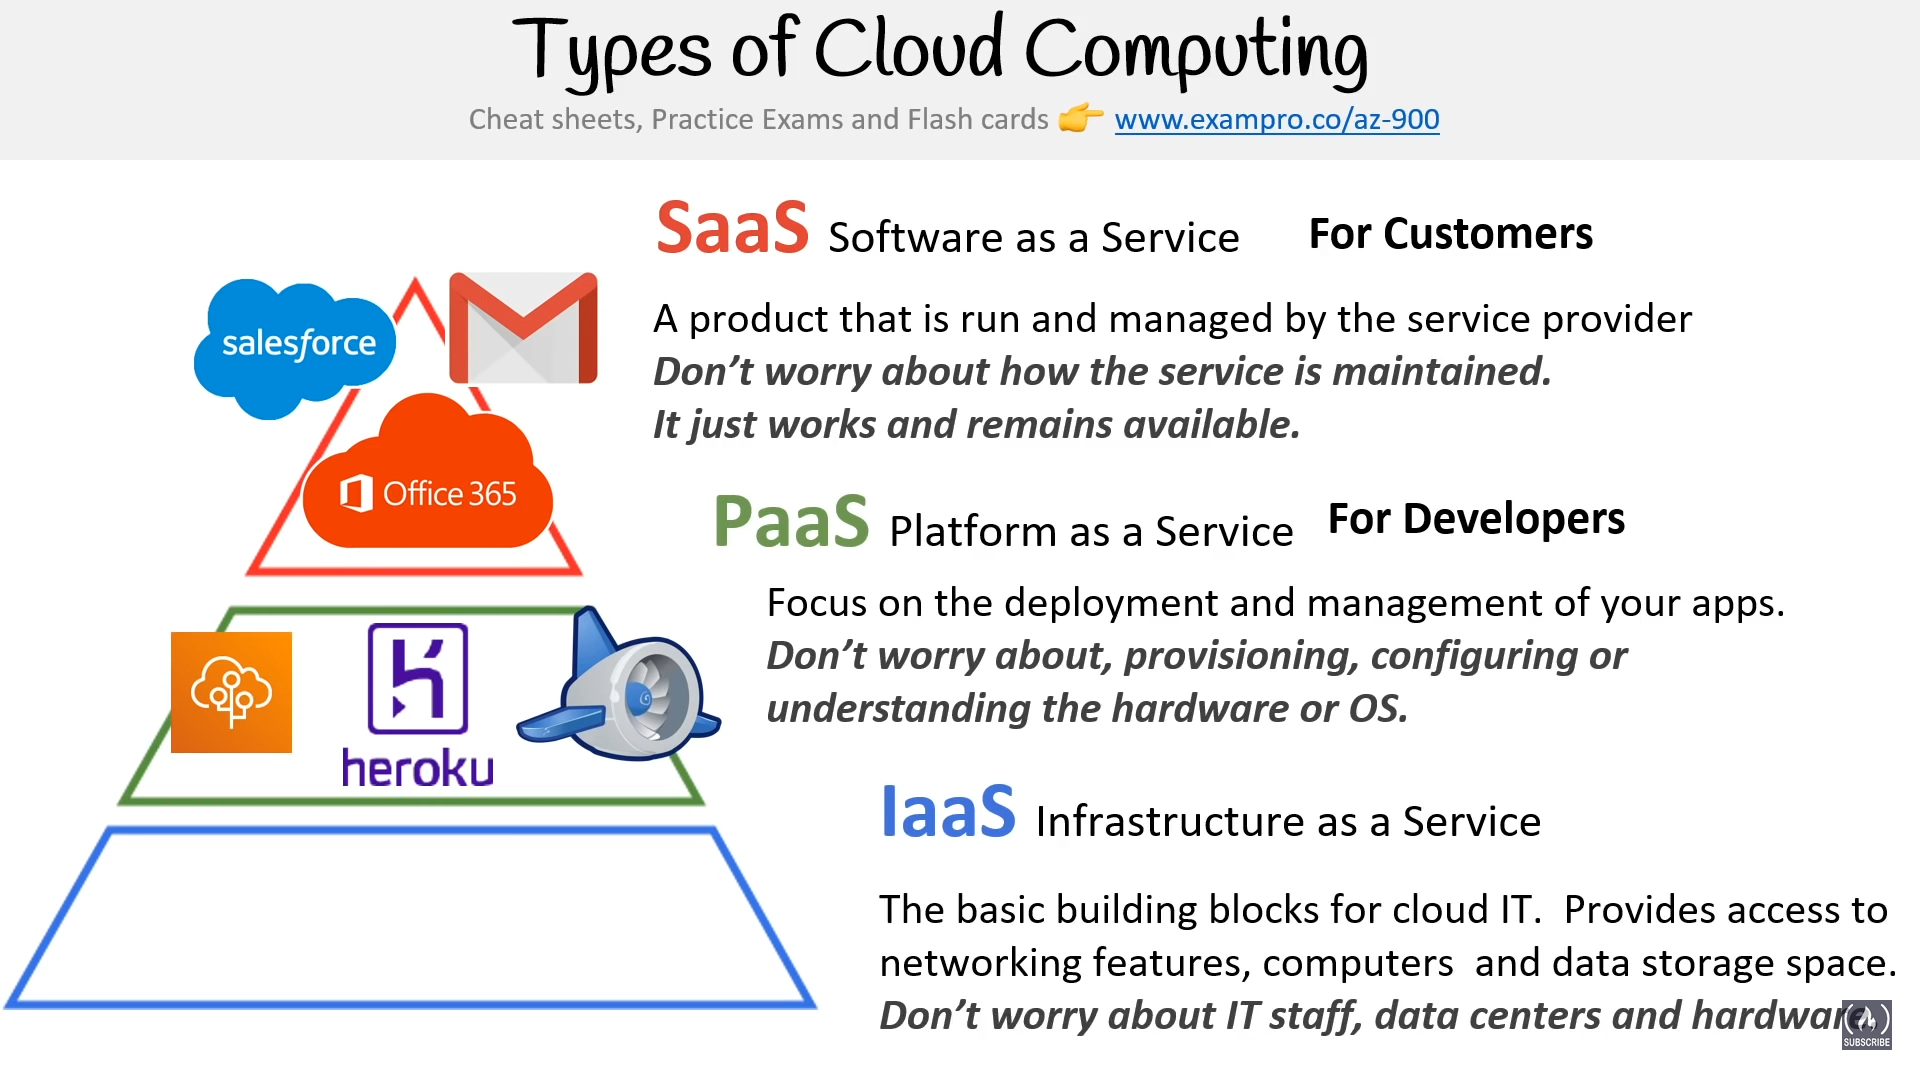 Types of Cloud Computing
Cheat sheets, Practice Exams and Flash cards 👉 www.exampro.co/az-900
SaaS Software as a Service For Customers
A product that is run and managed by the service provider
Don’t worry about how the service is maintained.
It just works and remains available.
salesforce
Office 365
PaaS Platform as a Service For Developers
Focus on the deployment and management of your apps.
Don’t worry about, provisioning, configuring or
understanding the hardware or OS.
heroku
IaaS Infrastructure as a Service
The basic building blocks for cloud IT.  Provides access to
networking features, computers  and data storage space.
Don’t worry about IT staff, data centers and hardware.
SUBSCRIBE